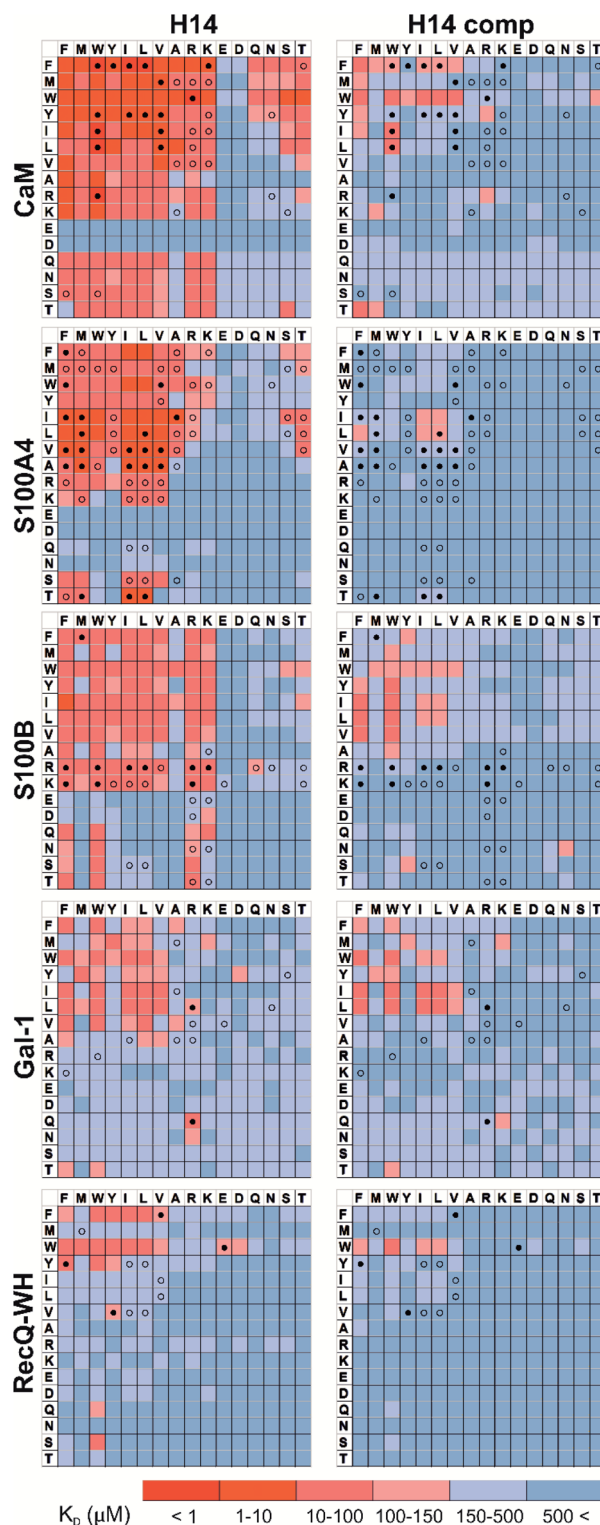 H14 H14 comp
CaM
F M W Y I L V A R K E D Q N S T
F
M
W
Y
I
L
V
A
R
K
E
D
Q
N
S
T
F M W Y I L V A R K E D Q N S T
F
M
W
Y
I
L
V
A
R
K
E
D
Q
N
S
T
S100A4
F M W Y I L V A R K E D Q N S T
F
M
W
Y
I
L
V
A
R
K
E
D
Q
N
S
T
F M W Y I L V A R K E D Q N S T
F
M
W
Y
I
L
V
A
R
K
E
D
Q
N
S
T
S100B
F M W Y I L V A R K E D Q N S T
F
M
W
Y
I
L
V
A
R
K
E
D
Q
N
S
T
F M W Y I L V A R K E D Q N S T
F
M
W
Y
I
L
V
A
R
K
E
D
Q
N
S
T
Gal-1
F M W Y I L V A R K E D Q N S T
F
M
W
Y
I
L
V
A
R
K
E
D
Q
N
S
T
F M W Y I L V A R K E D Q N S T
F
M
W
Y
I
L
V
A
R
K
E
D
Q
N
S
T
RecQ-WH
F M W Y I L V A R K E D Q N S T
F
M
W
Y
I
L
V
A
R
K
E
D
Q
N
S
T
F M W Y I L V A R K E D Q N S T
F
M
W
Y
I
L
V
A
R
K
E
D
Q
N
S
T
K_D (µM) < 1 1-10 10-100 100-150 150-500 500 <